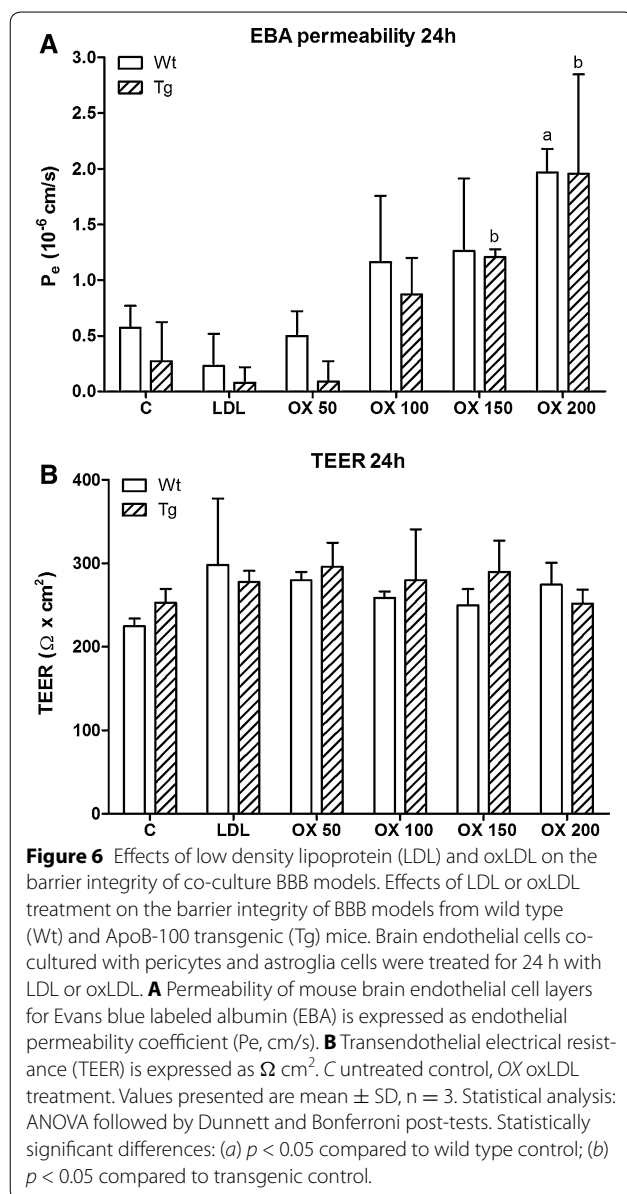 A
EBA permeability 24h
Wt
Tg
Pe (10-6 cm/s)
3.0
2.5
2.0
1.5
1.0
0.5
0.0
b
a
b
C LDL OX 50 OX 100 OX 150 OX 200
B
TEER 24h
Wt
Tg
TEER (Ω x cm2)
400
300
200
100
0
C LDL OX 50 OX 100 OX 150 OX 200
Figure 6 Effects of low density lipoprotein (LDL) and oxLDL on the
barrier integrity of co-culture BBB models. Effects of LDL or oxLDL
treatment on the barrier integrity of BBB models from wild type
(Wt) and ApoB-100 transgenic (Tg) mice. Brain endothelial cells co-
cultured with pericytes and astroglia cells were treated for 24 h with
LDL or oxLDL. A Permeability of mouse brain endothelial cell layers
for Evans blue labeled albumin (EBA) is expressed as endothelial
permeability coefficient (Pe, cm/s). B Transendothelial electrical resist-
ance (TEER) is expressed as Ω cm2. C untreated control, OX oxLDL
treatment. Values presented are mean ± SD, n = 3. Statistical analysis:
ANOVA followed by Dunnett and Bonferroni post-tests. Statistically
significant differences: (a) p < 0.05 compared to wild type control; (b)
p < 0.05 compared to transgenic control.